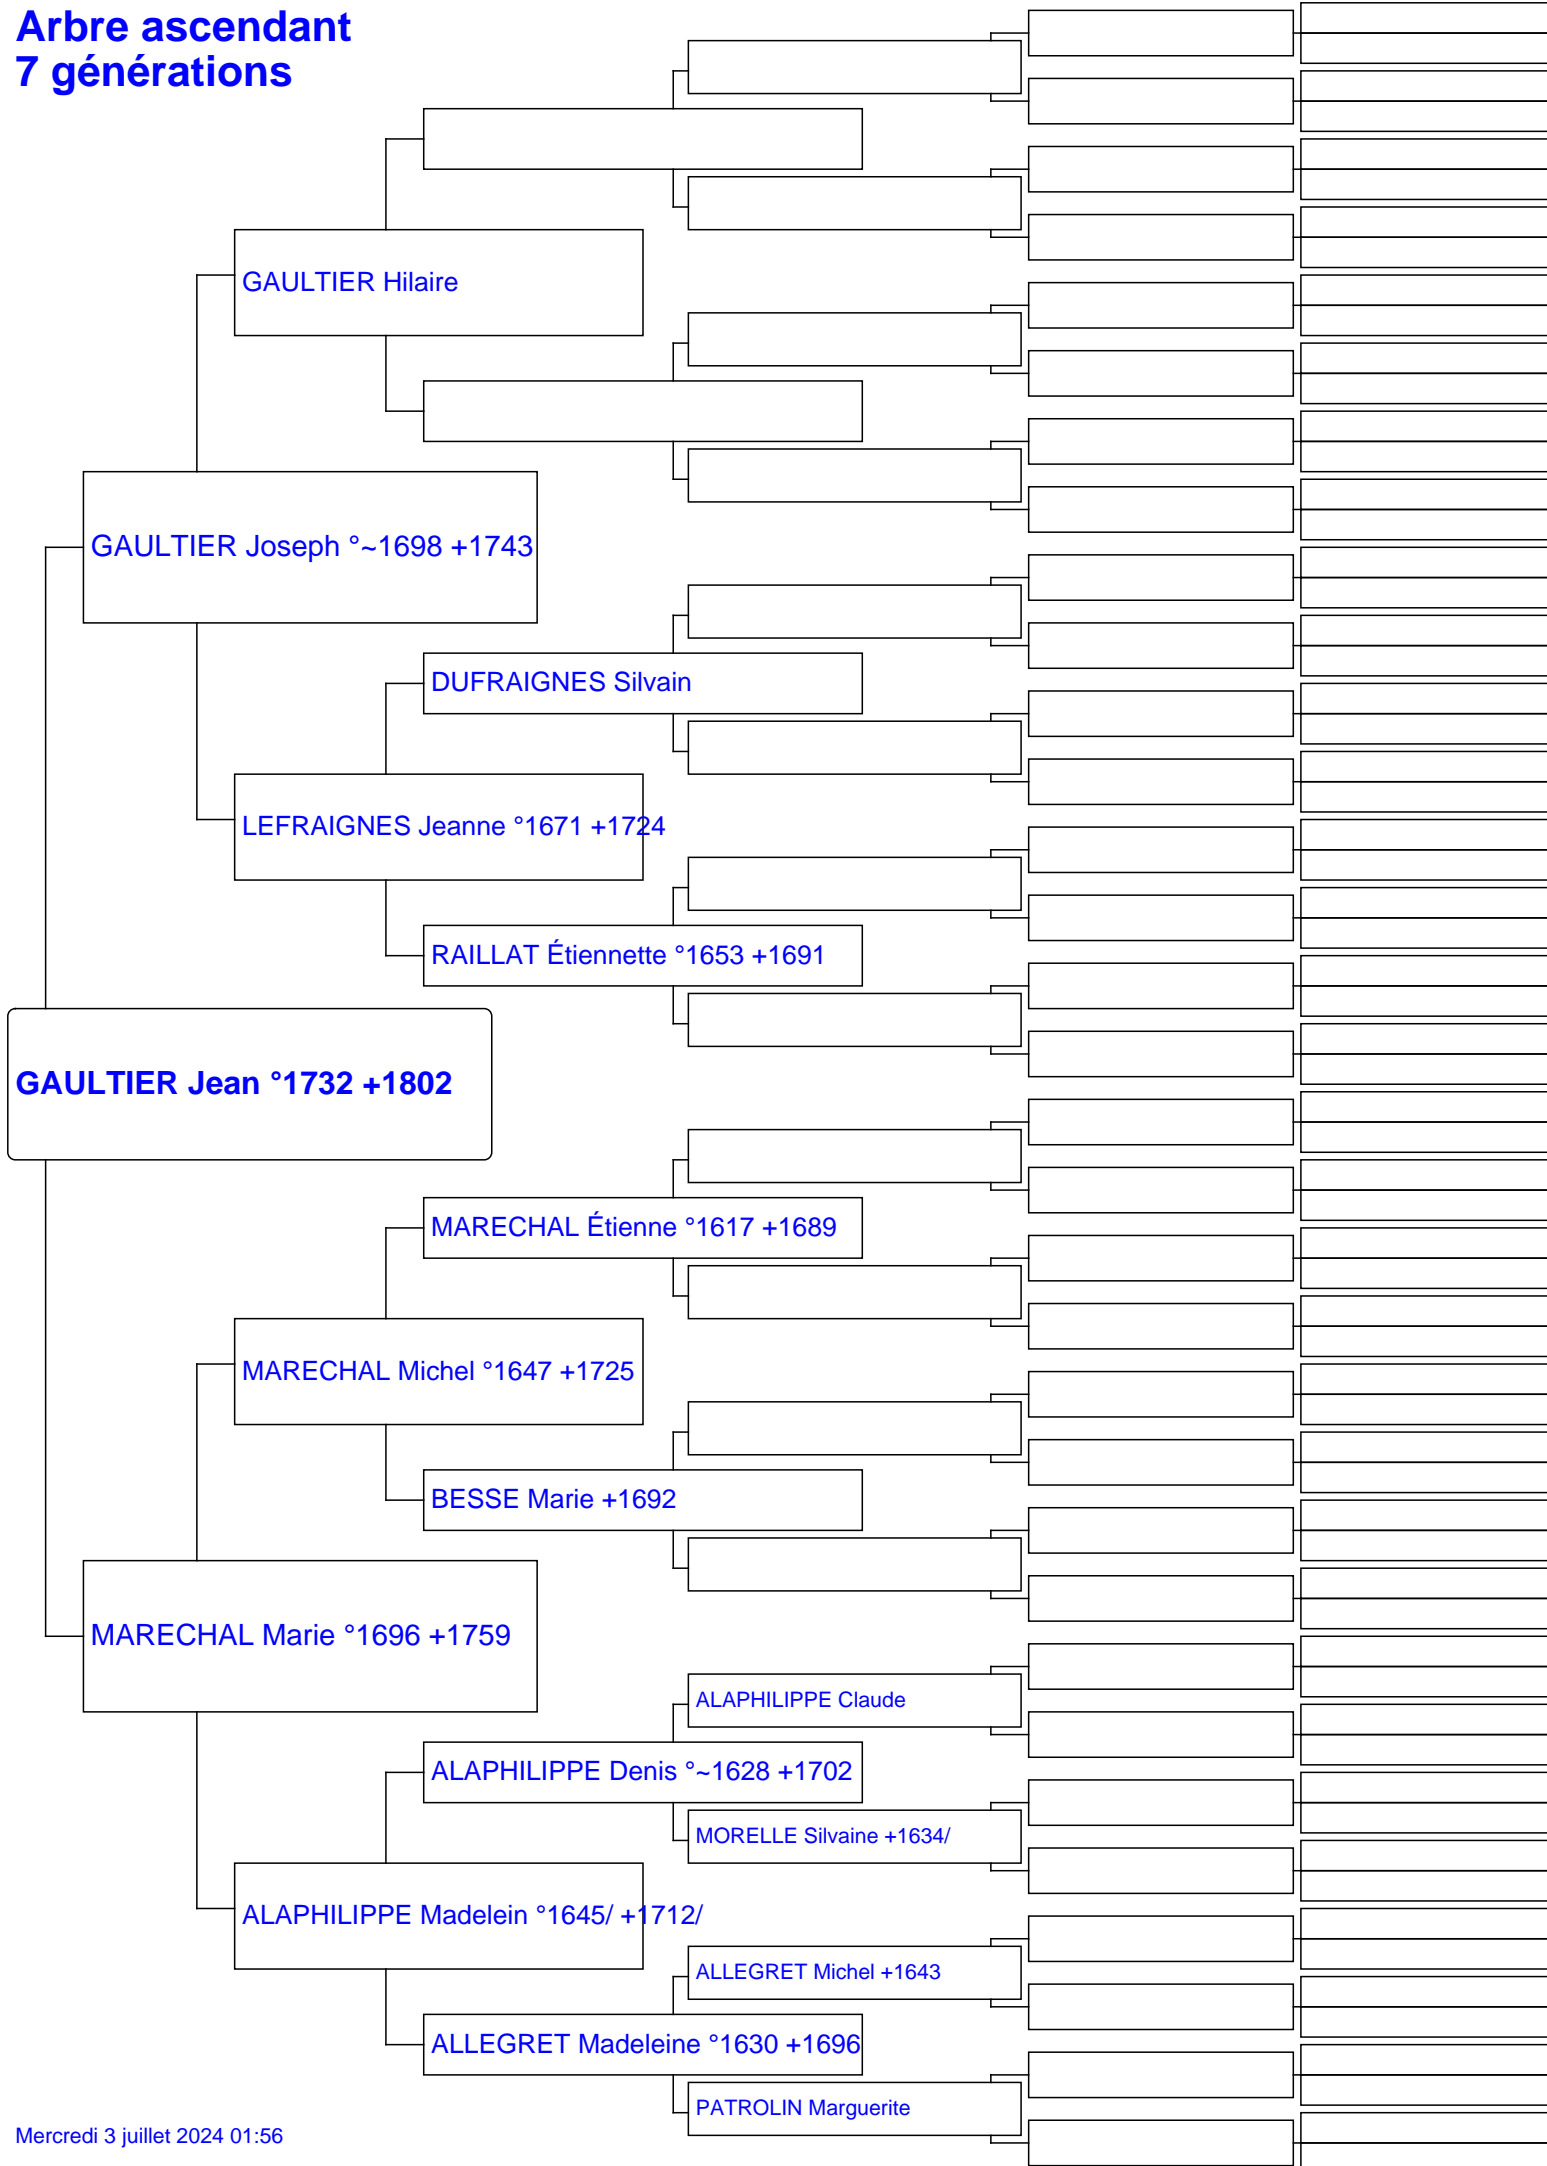 Arbre ascendant
7 générations
GAULTIER Hilaire
GAULTIER Joseph °~1698 +1743
DUFRAIGNES Silvain
LEFRAIGNES Jeanne °1671 +1724
RAILLAT Étiennette °1653 +1691
GAULTIER Jean °1732 +1802
MARECHAL Étienne °1617 +1689
MARECHAL Michel °1647 +1725
BESSE Marie +1692
MARECHAL Marie °1696 +1759
ALAPHILIPPE Claude
ALAPHILIPPE Denis °~1628 +1702
MORELLE Silvaine +1634/
ALAPHILIPPE Madelein °1645/ +1712/
ALLEGRET Michel +1643
ALLEGRET Madeleine °1630 +1696
PATROLIN Marguerite
Mercredi 3 juillet 2024 01:56